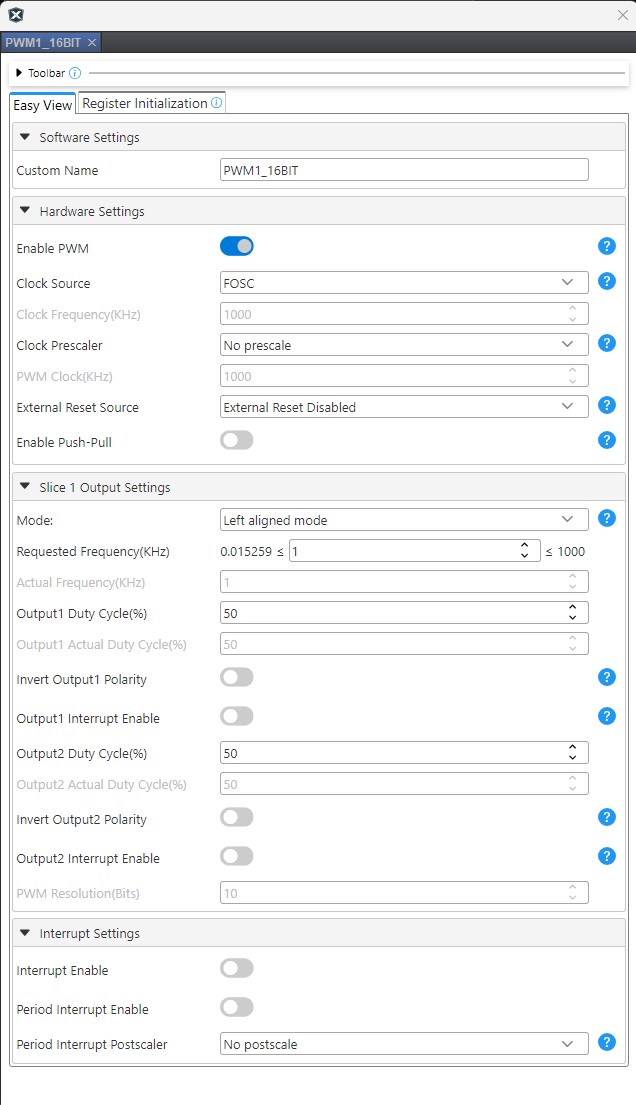 PWM1_16BIT ×
Toolbar
Easy View Register Initialization
Software Settings
Custom Name PWM1_16BIT
Hardware Settings
Enable PWM ?
Clock Source FOSC ?
Clock Frequency(KHz) 1000
Clock Prescaler No prescale ?
PWM Clock(KHz) 1000
External Reset Source External Reset Disabled ?
Enable Push-Pull ?
Slice 1 Output Settings
Mode: Left aligned mode ?
Requested Frequency(KHz) 0.015259 ≤ 1 ≤ 1000
Actual Frequency(KHz) 1
Output1 Duty Cycle(%) 50
Output1 Actual Duty Cycle(%) 50
Invert Output1 Polarity ?
Output1 Interrupt Enable ?
Output2 Duty Cycle(%) 50
Output2 Actual Duty Cycle(%) 50
Invert Output2 Polarity ?
Output2 Interrupt Enable ?
PWM Resolution(Bits) 10
Interrupt Settings
Interrupt Enable
Period Interrupt Enable
Period Interrupt Postscaler No postscale ?